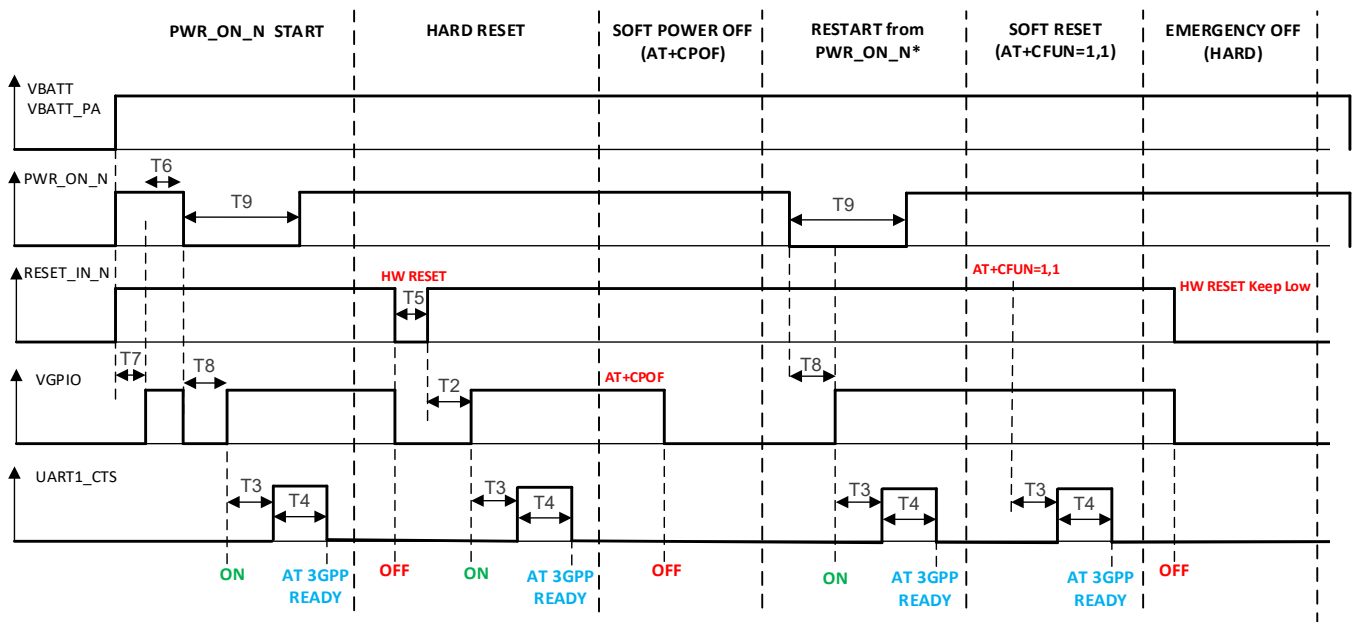 PWR_ON_N START
HARD RESET
SOFT POWER OFF
(AT+CPOF)
RESTART from
PWR_ON_N*
SOFT RESET
(AT+CFUN=1,1)
EMERGENCY OFF
(HARD)
VBATT
VBATT_PA
T6
PWR_ON_N
T9
T9
RESET_IN_N
HW RESET
T5
AT+CFUN=1,1
HW RESET Keep Low
T7
T8
VGPIO
T2
AT+CPOF
T8
UART1_CTS
T3
T4
T3
T4
T3
T4
T3
T4
ON
AT 3GPP
READY
OFF
ON
AT 3GPP
READY
OFF
ON
AT 3GPP
READY
AT 3GPP
READY
OFF